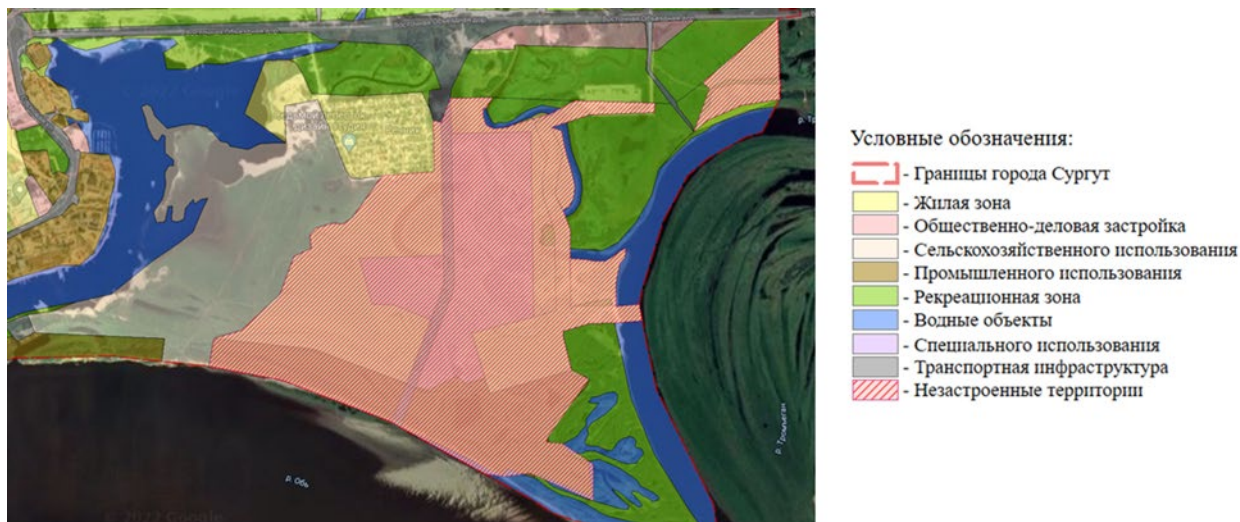 Условные обозначения:
- Границы города Сургут
- Жилая зона
- Общественно-деловая застройка
- Сельскохозяйственного использования
- Промышленного использования
- Рекреационная зона
- Водные объекты
- Специального использования
- Транспортная инфраструктура
- Незастроенные территории
р. Обь
р. Тромъеган